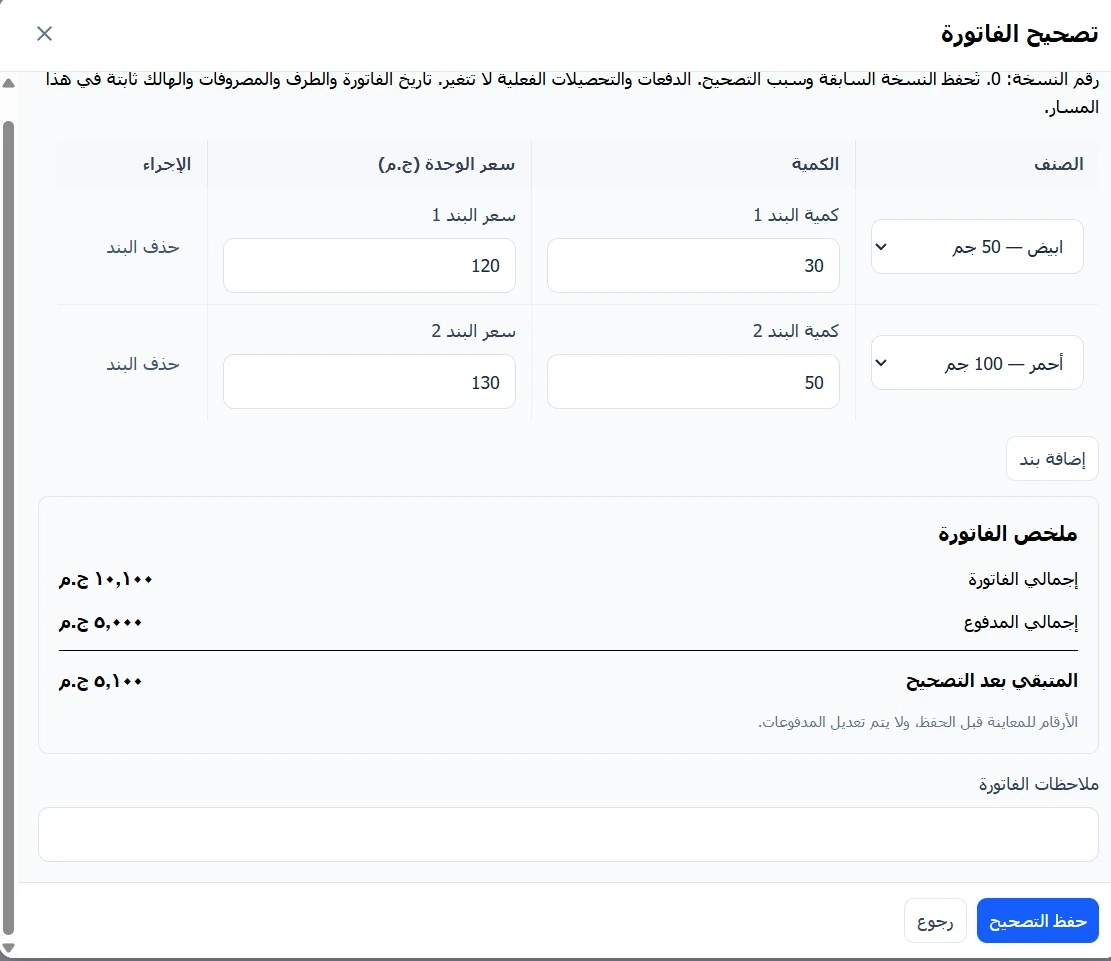 تصحيح الفاتورة
رقم النسخة: 0. تُحفظ النسخة السابقة وسبب التصحيح. الدفعات والتحصيلات الفعلية لا تتغير. تاريخ الفاتورة والطرف والمصروفات والهالك ثابتة في هذا
المسار.
الصنف الكمية سعر الوحدة (ج.م) الإجراء
كمية البند 1 سعر البند 1
ابيض — 50 جم 30 120 حذف البند
كمية البند 2 سعر البند 2
أحمر — 100 جم 50 130 حذف البند
إضافة بند
ملخص الفاتورة
إجمالي الفاتورة ١٠,١٠٠ ج.م
إجمالي المدفوع ٥,٠٠٠ ج.م
المتبقي بعد التصحيح ٥,١٠٠ ج.م
الأرقام للمعاينة قبل الحفظ، ولا يتم تعديل المدفوعات.
ملاحظات الفاتورة
حفظ التصحيح رجوع